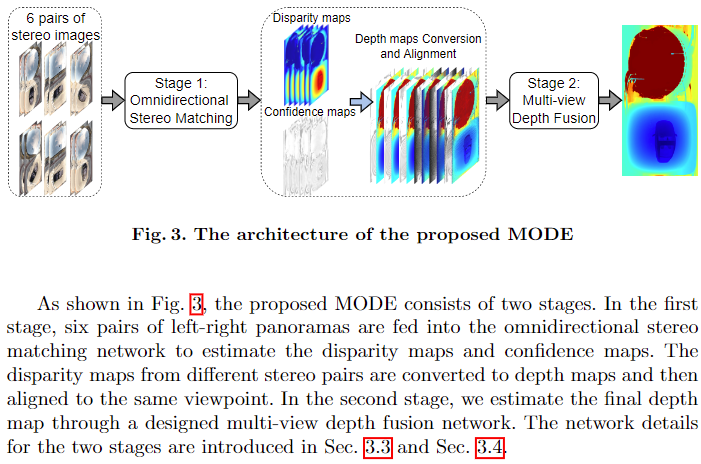 6 pairs of
stereo images
Stage 1:
Omnidirectional
Stereo Matching
Disparity maps
Confidence maps
Depth maps Conversion
and Alignment
Stage 2:
Multi-view
Depth Fusion
Fig. 3. The architecture of the proposed MODE
As shown in Fig. 3, the proposed MODE consists of two stages. In the first
stage, six pairs of left-right panoramas are fed into the omnidirectional stereo
matching network to estimate the disparity maps and confidence maps. The
disparity maps from different stereo pairs are converted to depth maps and then
aligned to the same viewpoint. In the second stage, we estimate the final depth
map through a designed multi-view depth fusion network. The network details
for the two stages are introduced in Sec. 3.3 and Sec. 3.4.